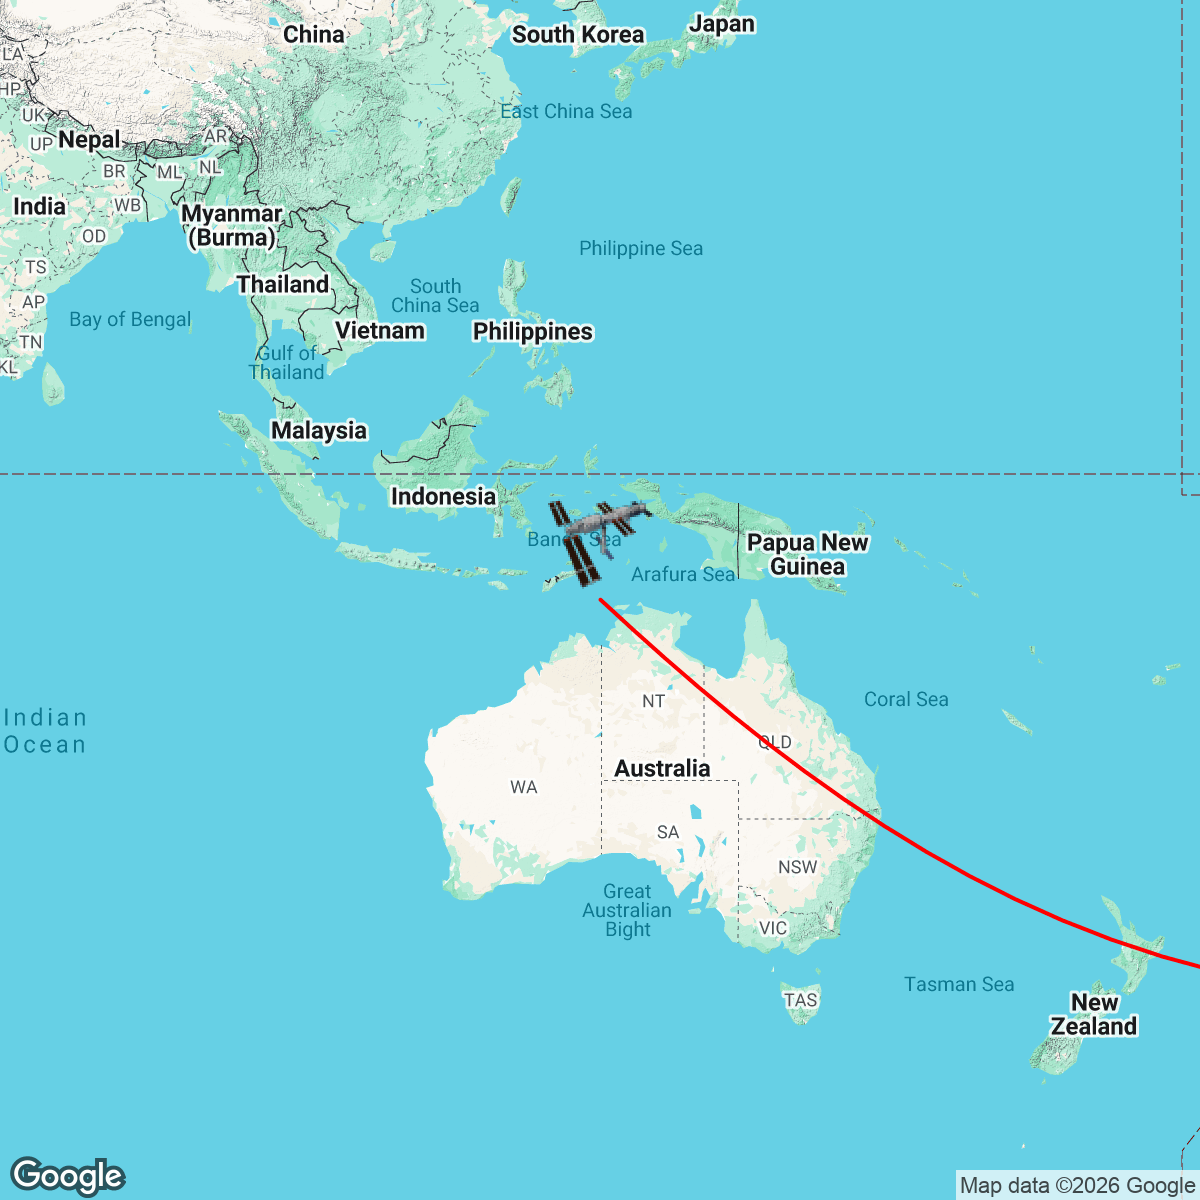 China
South Korea
Japan
LA
HP
East China Sea
UK
UP
Nepal
AR
BR
ML
NL
India
WB
Myanmar
(Burma)
OD
Philippine Sea
TS
Thailand
South
China Sea
AP
Bay of Bengal
Vietnam
Philippines
TN
Gulf of
Thailand
KL
Malaysia
Indonesia
Banda Sea
Papua New
Guinea
Arafura Sea
Coral Sea
NT
Indian
Ocean
QLD
Australia
WA
SA
NSW
Great
Australian
Bight
VIC
Tasman Sea
TAS
New
Zealand
Google
Map data ©2026 Google